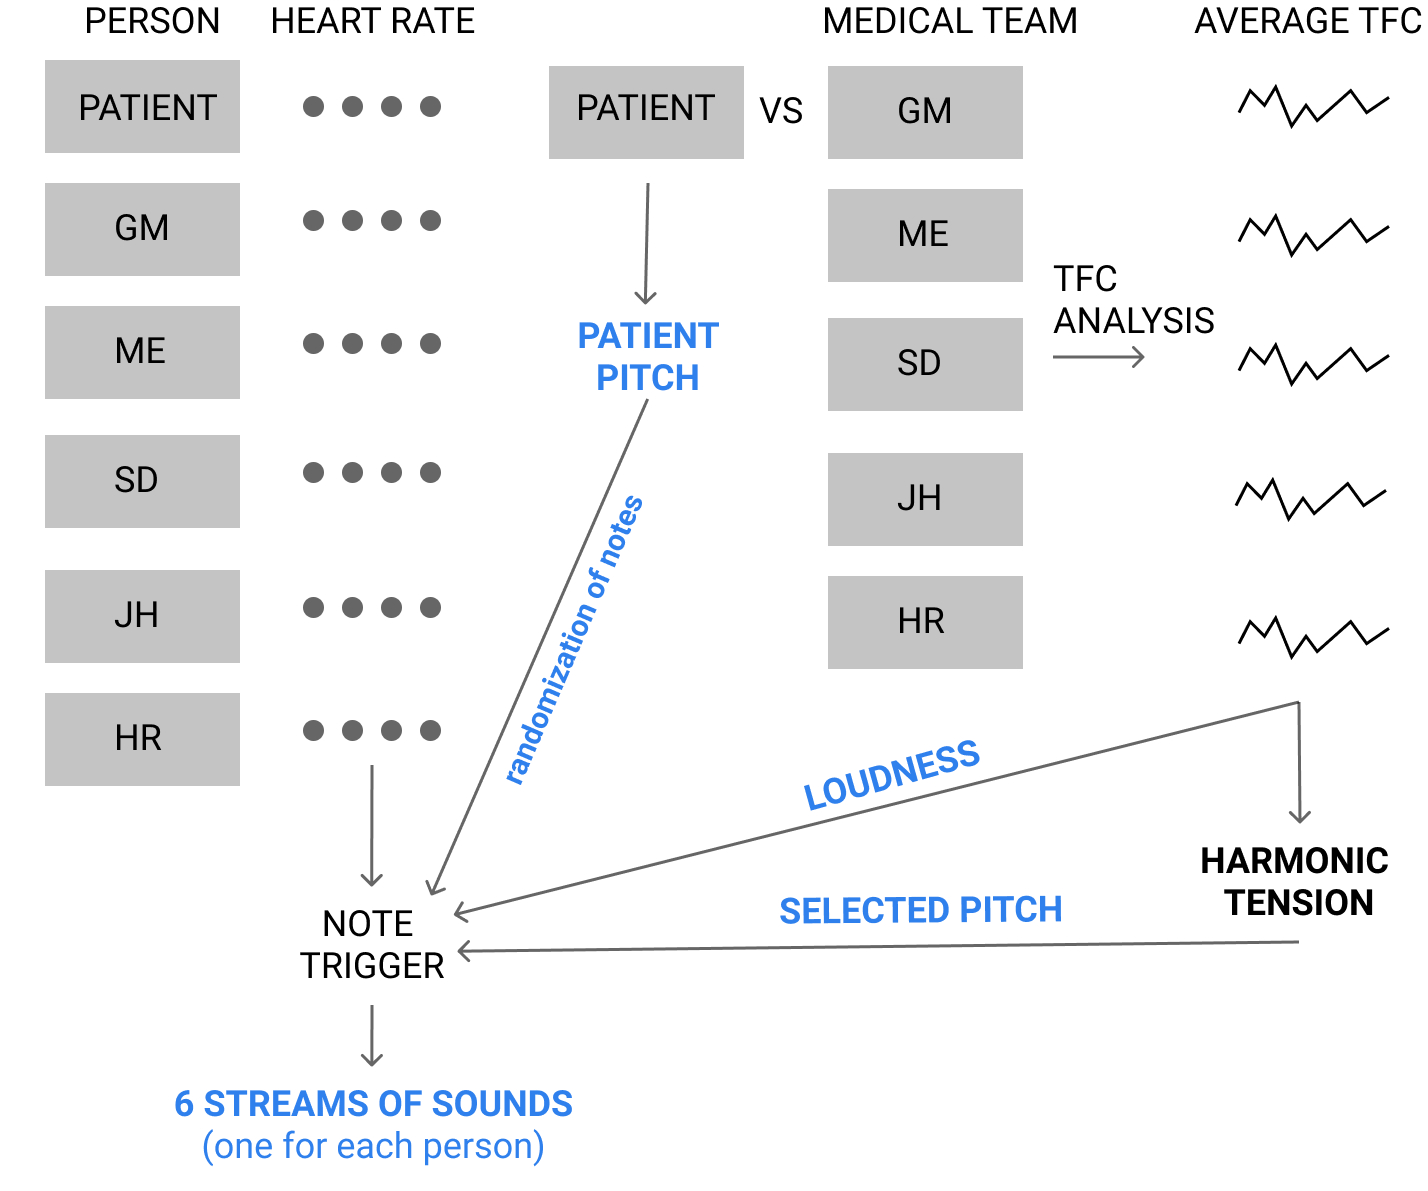 PERSON
HEART RATE
MEDICAL TEAM
AVERAGE TFC
PATIENT
GM
ME
SD
JH
HR
PATIENT
VS
GM
ME
SD
JH
HR
TFC
ANALYSIS
PATIENT
PITCH
randomization of notes
LOUDNESS
HARMONIC
TENSION
SELECTED PITCH
NOTE
TRIGGER
6 STREAMS OF SOUNDS
(one for each person)